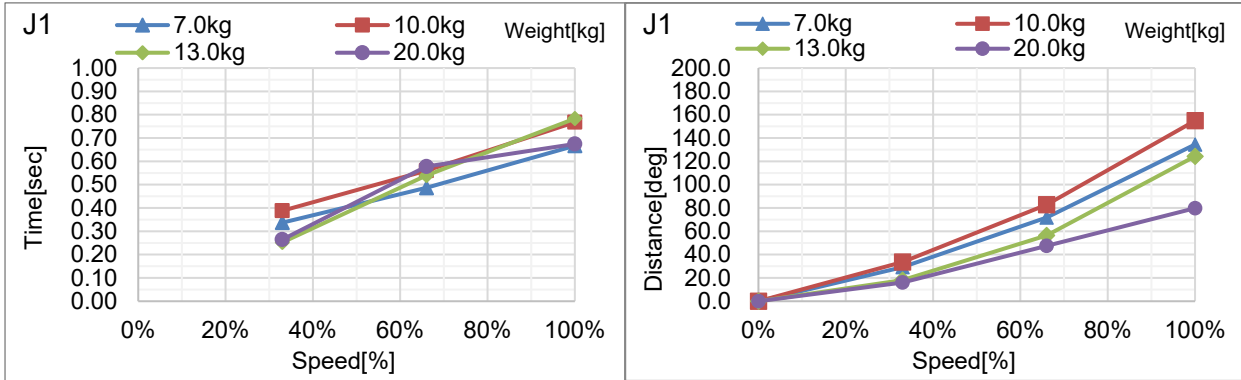 J1
7.0kg 10.0kg Weight[kg]
13.0kg 20.0kg
1.00
0.90
0.80
0.70
0.60
0.50
0.40
0.30
0.20
0.10
0.00
Time[sec]
0% 20% 40% 60% 80% 100%
Speed[%]
J1
7.0kg 10.0kg Weight[kg]
13.0kg 20.0kg
200.0
180.0
160.0
140.0
120.0
100.0
80.0
60.0
40.0
20.0
0.0
Distance[deg]
0% 20% 40% 60% 80% 100%
Speed[%]